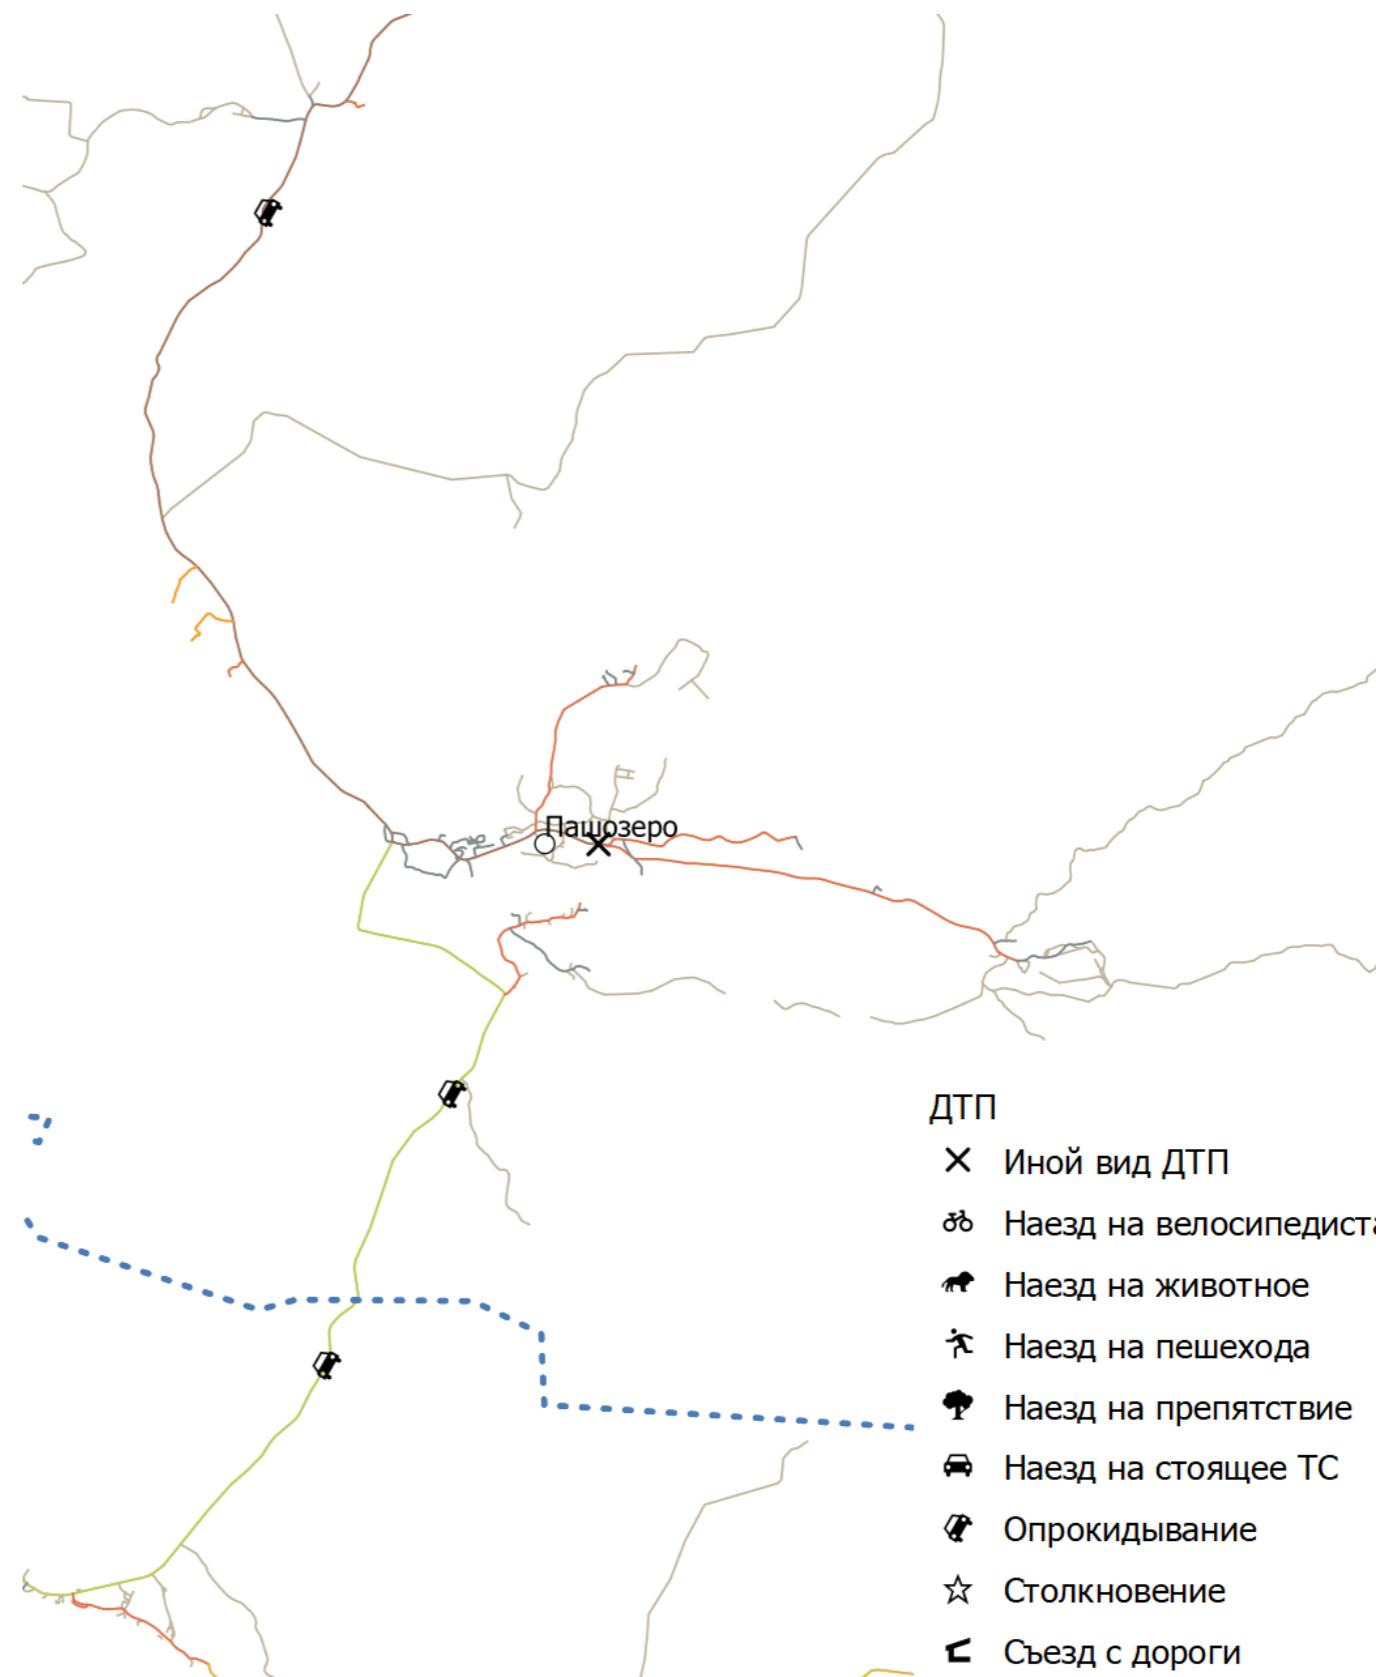 Пашозеро
ДТП
Иной вид ДТП
Наезд на велосипедиста
Наезд на животное
Наезд на пешехода
Наезд на препятствие
Наезд на стоящее ТС
Опрокидывание
Столкновение
Съезд с дороги